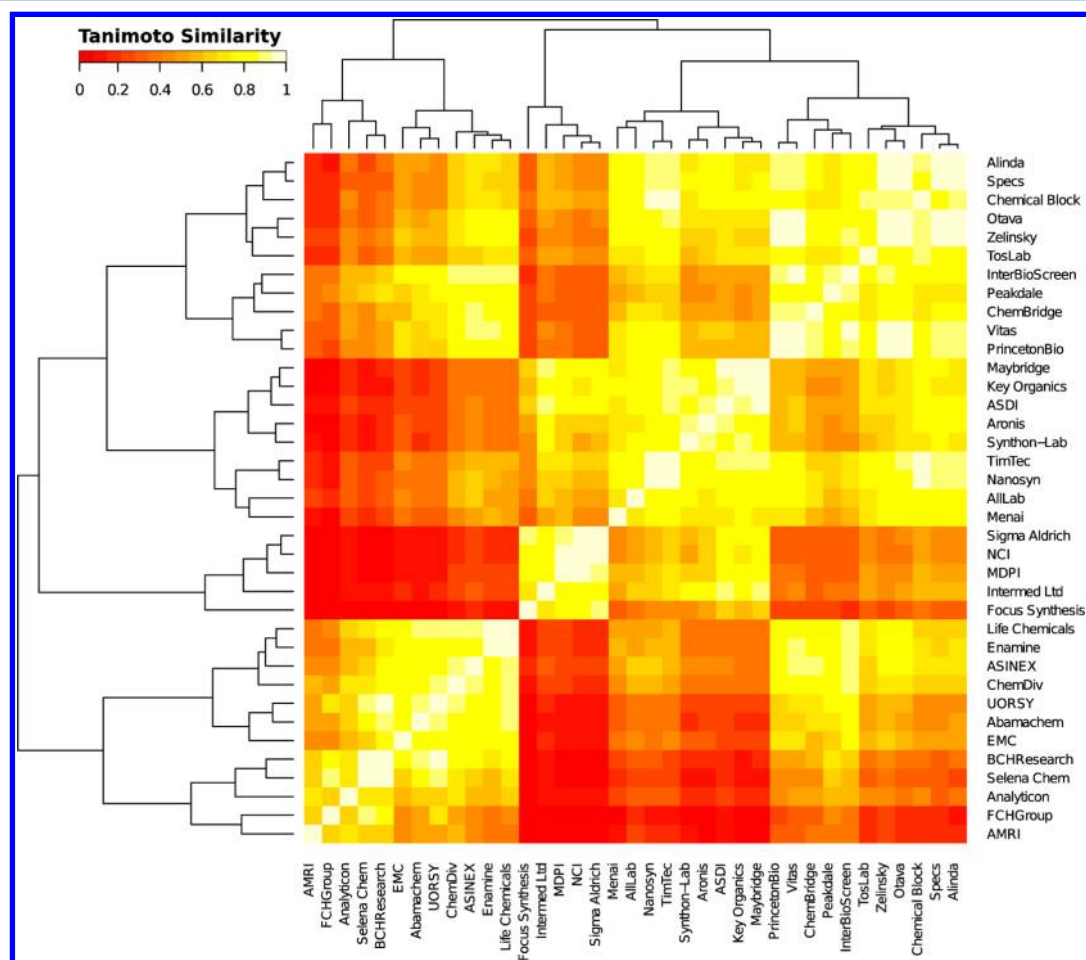 Tanimoto Similarity
0 0.2 0.4 0.6 0.8 1
Alinda
Specs
Chemical Block
Otava
Zelinsky
TosLab
InterBioScreen
Peakdale
ChemBridge
Vitas
PrincetonBio
Maybridge
Key Organics
ASDI
Aronis
Synthon-Lab
TimTec
Nanosyn
AllLab
Menai
Sigma Aldrich
NCI
MDPI
Intermed Ltd
Focus Synthesis
Life Chemicals
Enamine
ASINEX
ChemDiv
UORSY
Abamachem
EMC
BCHResearch
Selena Chem
Analyticon
FCHGroup
AMRI
AMRI
FCHGroup
Analyticon
Selena Chem
BCHResearch
EMC
Abamachem
UORSY
ChemDiv
ASINEX
Enamine
Life Chemicals
Focus Synthesis
Intermed Ltd
MDPI
NCI
Sigma Aldrich
Menai
AllLab
Nanosyn
TimTec
Synthon-Lab
Aronis
ASDI
Key Organics
Maybridge
PrincetonBio
Vitas
ChemBridge
Peakdale
InterBioScreen
TosLab
Zelinsky
Otava
Chemical Block
Specs
Alinda